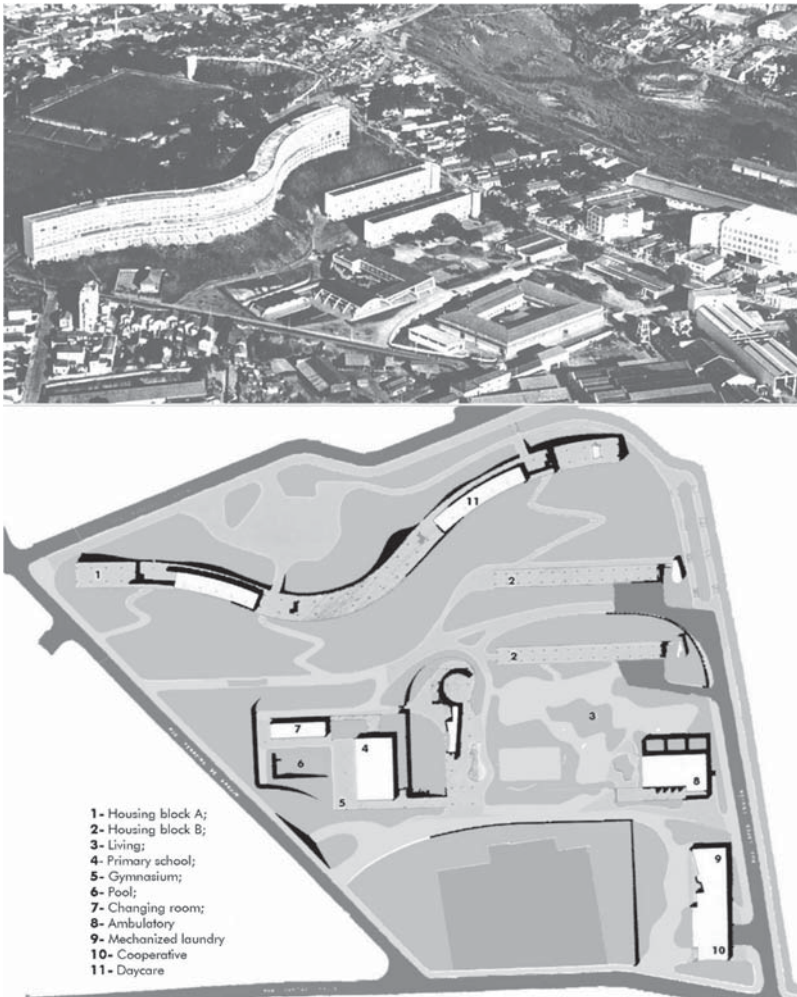 11
1
2
2
3
7
4
6
8
5
9
10
1- Housing block A;
2- Housing block B;
3- Living;
4- Primary school;
5- Gymnasium;
6- Pool;
7- Changing room;
8- Ambulatory
9- Mechanized laundry
10- Cooperative
11- Daycare